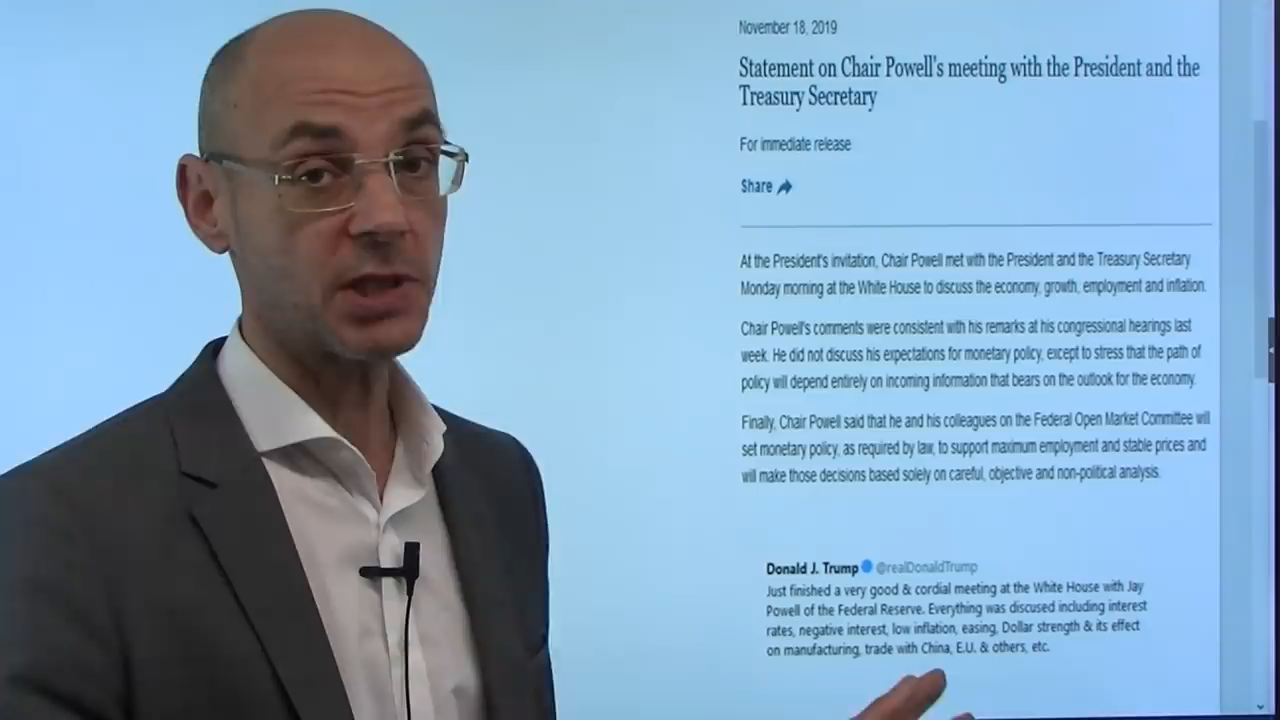 November 18, 2019
Statement on Chair Powell's meeting with the President and the
Treasury Secretary
For immediate release
Share
At the President's invitation, Chair Powell met with the President and the Treasury Secretary
Monday morning at the White House to discuss the economy, growth, employment and inflation.
Chair Powell's comments were consistent with his remarks at his congressional hearings last
week. He did not discuss his expectations for monetary policy, except to stress that the path of
policy will depend entirely on incoming information that bears on the outlook for the economy.
Finally, Chair Powell said that he and his colleagues on the Federal Open Market Committee will
set monetary policy, as required by law, to support maximum employment and stable prices and
will make those decisions based solely on careful, objective and non-political analysis.
Donald J. Trump @realDonaldTrump
Just finished a very good & cordial meeting at the White House with Jay
Powell of the Federal Reserve. Everything was discused including interest
rates, negative interest, low inflation, easing, Dollar strength & its effect
on manufacturing, trade with China, E.U. & others, etc.